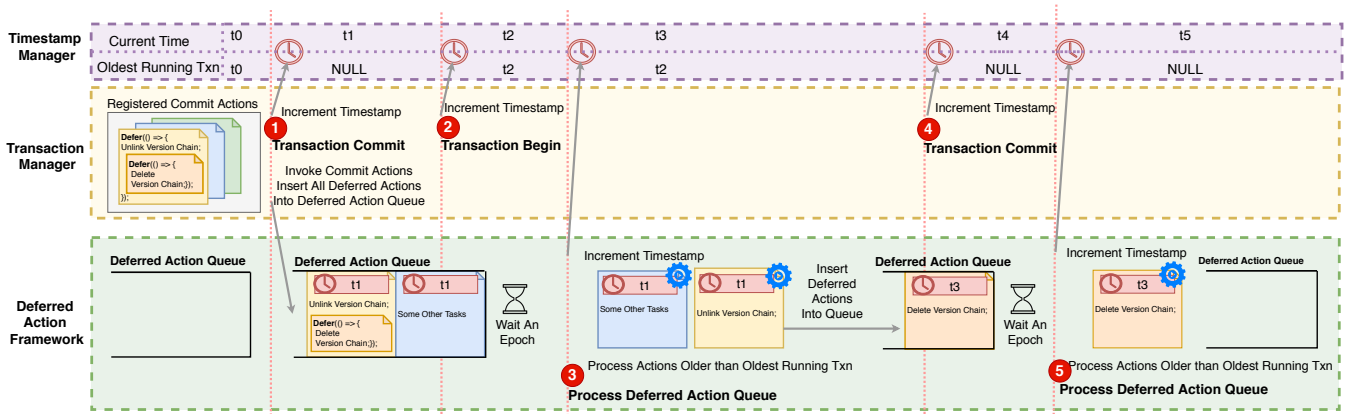 Timestamp
Manager
Current Time
t0
t1
t2
t3
t4
t5
Oldest Running Txn
t0
NULL
t2
t2
NULL
NULL
Transaction
Manager
Registered Commit Actions
Defer(() => {
Unlink Version Chain;
Defer(() => {
Delete
Version Chain;});
});
Increment Timestamp
1
Transaction Commit
Invoke Commit Actions
Insert All Deferred Actions
Into Deferred Action Queue
Increment Timestamp
2
Transaction Begin
Increment Timestamp
4
Transaction Commit
Deferred
Action
Framework
Deferred Action Queue
Deferred Action Queue
t1
Unlink Version Chain;
Defer(() => {
Delete
Version Chain;});
t1
Some Other Tasks
Wait An
Epoch
Increment Timestamp
t1
Some Other Tasks
t1
Unlink Version Chain;
Insert
Deferred
Actions
Into Queue
3
Process Actions Older than Oldest Running Txn
Process Deferred Action Queue
Deferred Action Queue
t3
Delete Version Chain;
Wait An
Epoch
Increment Timestamp
t3
Delete Version Chain;
Deferred Action Queue
5
Process Actions Older than Oldest Running Txn
Process Deferred Action Queue